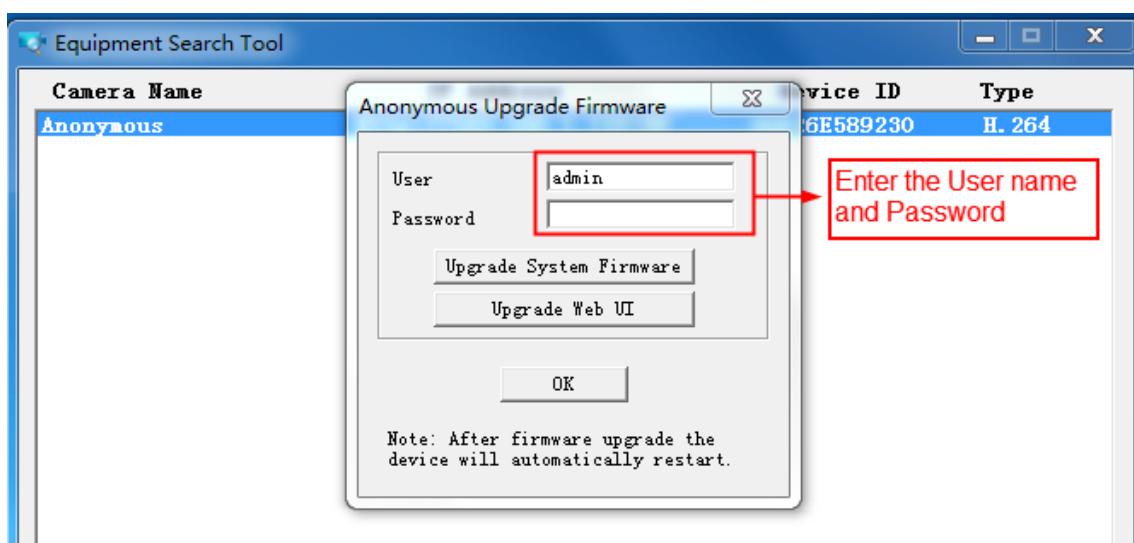 Equipment Search Tool
Camera Name
vice ID
Type
Anonymous
6E589230
H.264
Anonymous Upgrade Firmware
User
admin
Password
Upgrade System Firmware
Upgrade Web UI
OK
Note: After firmware upgrade the
device will automatically restart.
Enter the User name
and Password